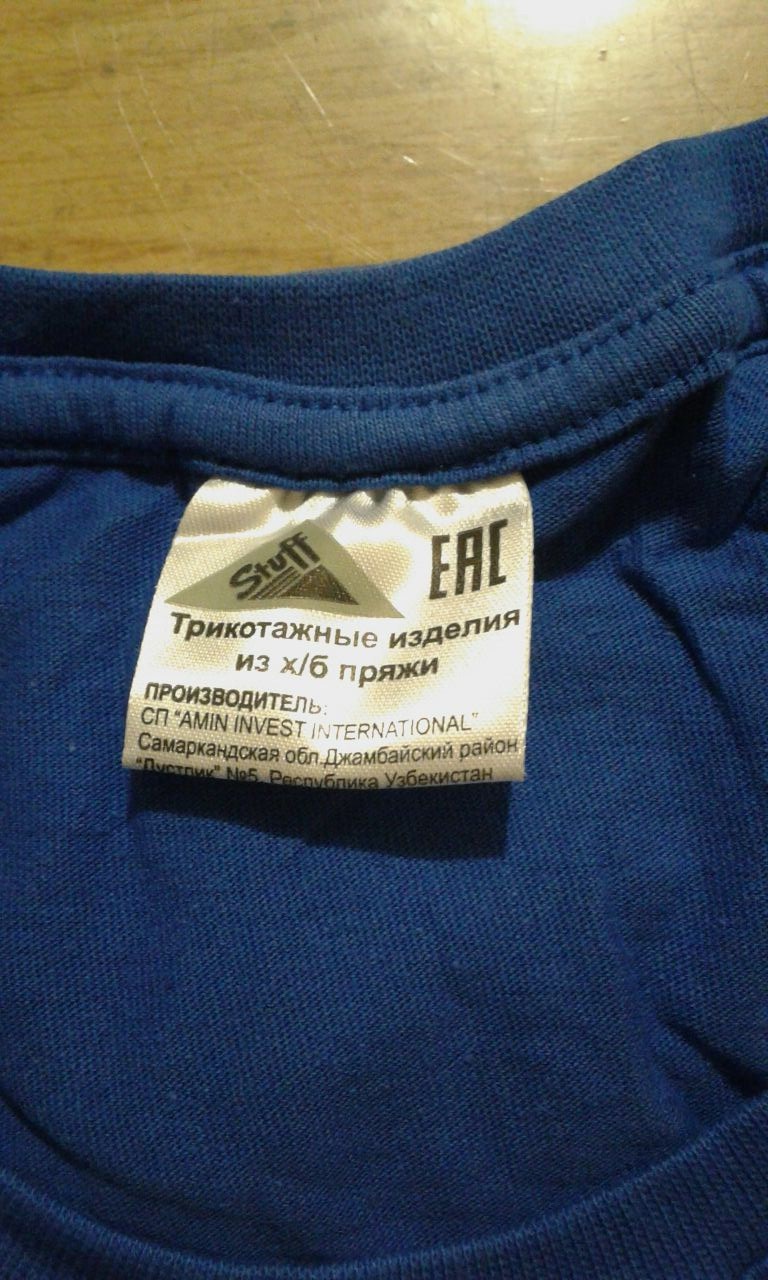 Stuff
EAC
Трикотажные изделия
из х/б пряжи
ПРОИЗВОДИТЕЛЬ:
СП "AMIN INVEST INTERNATIONAL"
Самаркандская обл.Джамбайский район
"Дустлик" №5, Республика Узбекистан